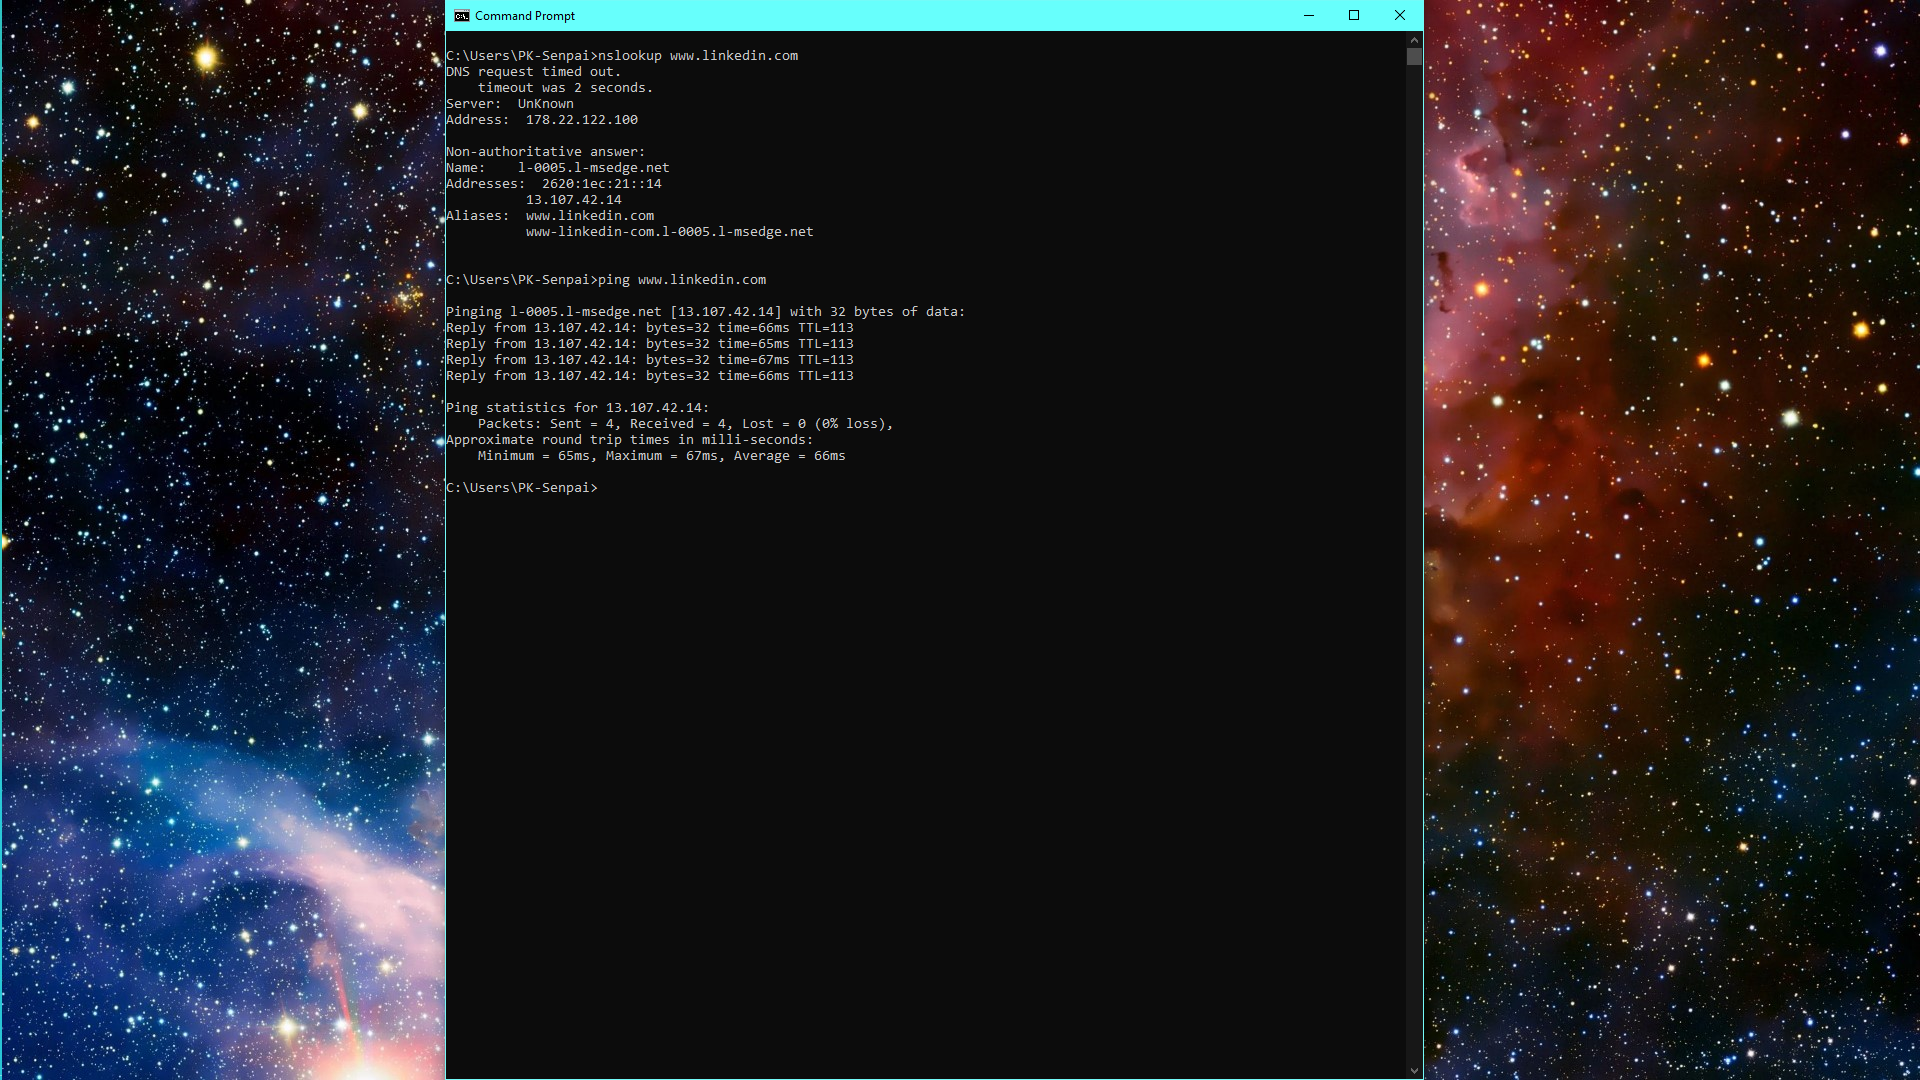 Command Prompt
C:\Users\PK-Senpai>nslookup www.linkedin.com
DNS request timed out.
    timeout was 2 seconds.
Server:  UnKnown
Address:  178.22.122.100
Non-authoritative answer:
Name:    l-0005.l-msedge.net
Addresses:  2620:1ec:21::14
          13.107.42.14
Aliases:  www.linkedin.com
          www-linkedin-com.l-0005.l-msedge.net
C:\Users\PK-Senpai>ping www.linkedin.com
Pinging l-0005.l-msedge.net [13.107.42.14] with 32 bytes of data:
Reply from 13.107.42.14: bytes=32 time=66ms TTL=113
Reply from 13.107.42.14: bytes=32 time=65ms TTL=113
Reply from 13.107.42.14: bytes=32 time=67ms TTL=113
Reply from 13.107.42.14: bytes=32 time=66ms TTL=113
Ping statistics for 13.107.42.14:
    Packets: Sent = 4, Received = 4, Lost = 0 (0% loss),
Approximate round trip times in milli-seconds:
    Minimum = 65ms, Maximum = 67ms, Average = 66ms
C:\Users\PK-Senpai>